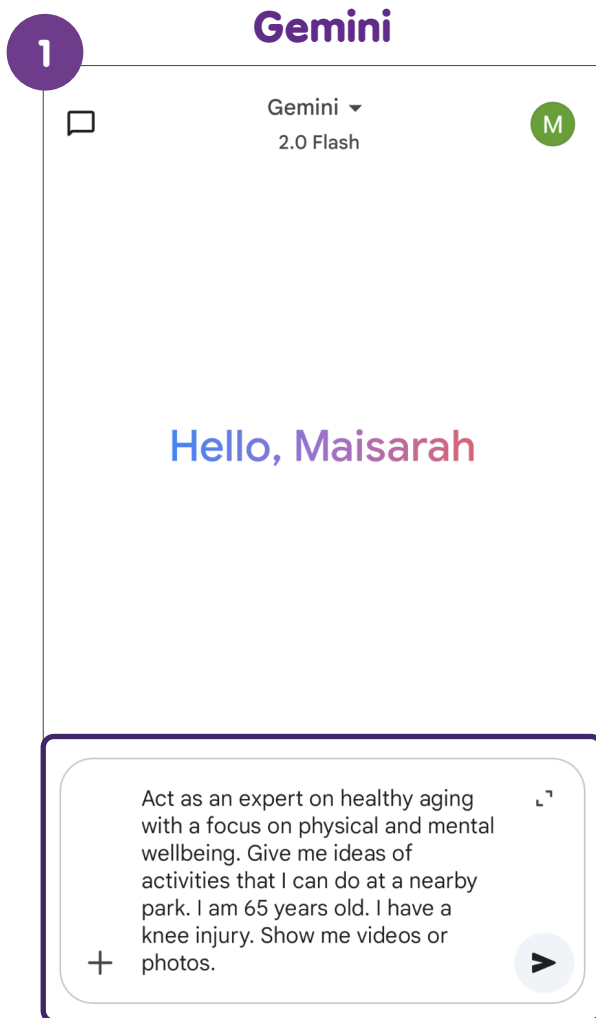 Gemini
1
Gemini
2.0 Flash
M
Hello, Maisarah
Act as an expert on healthy aging
with a focus on physical and mental
wellbeing. Give me ideas of
activities that I can do at a nearby
park. I am 65 years old. I have a
knee injury. Show me videos or
photos.